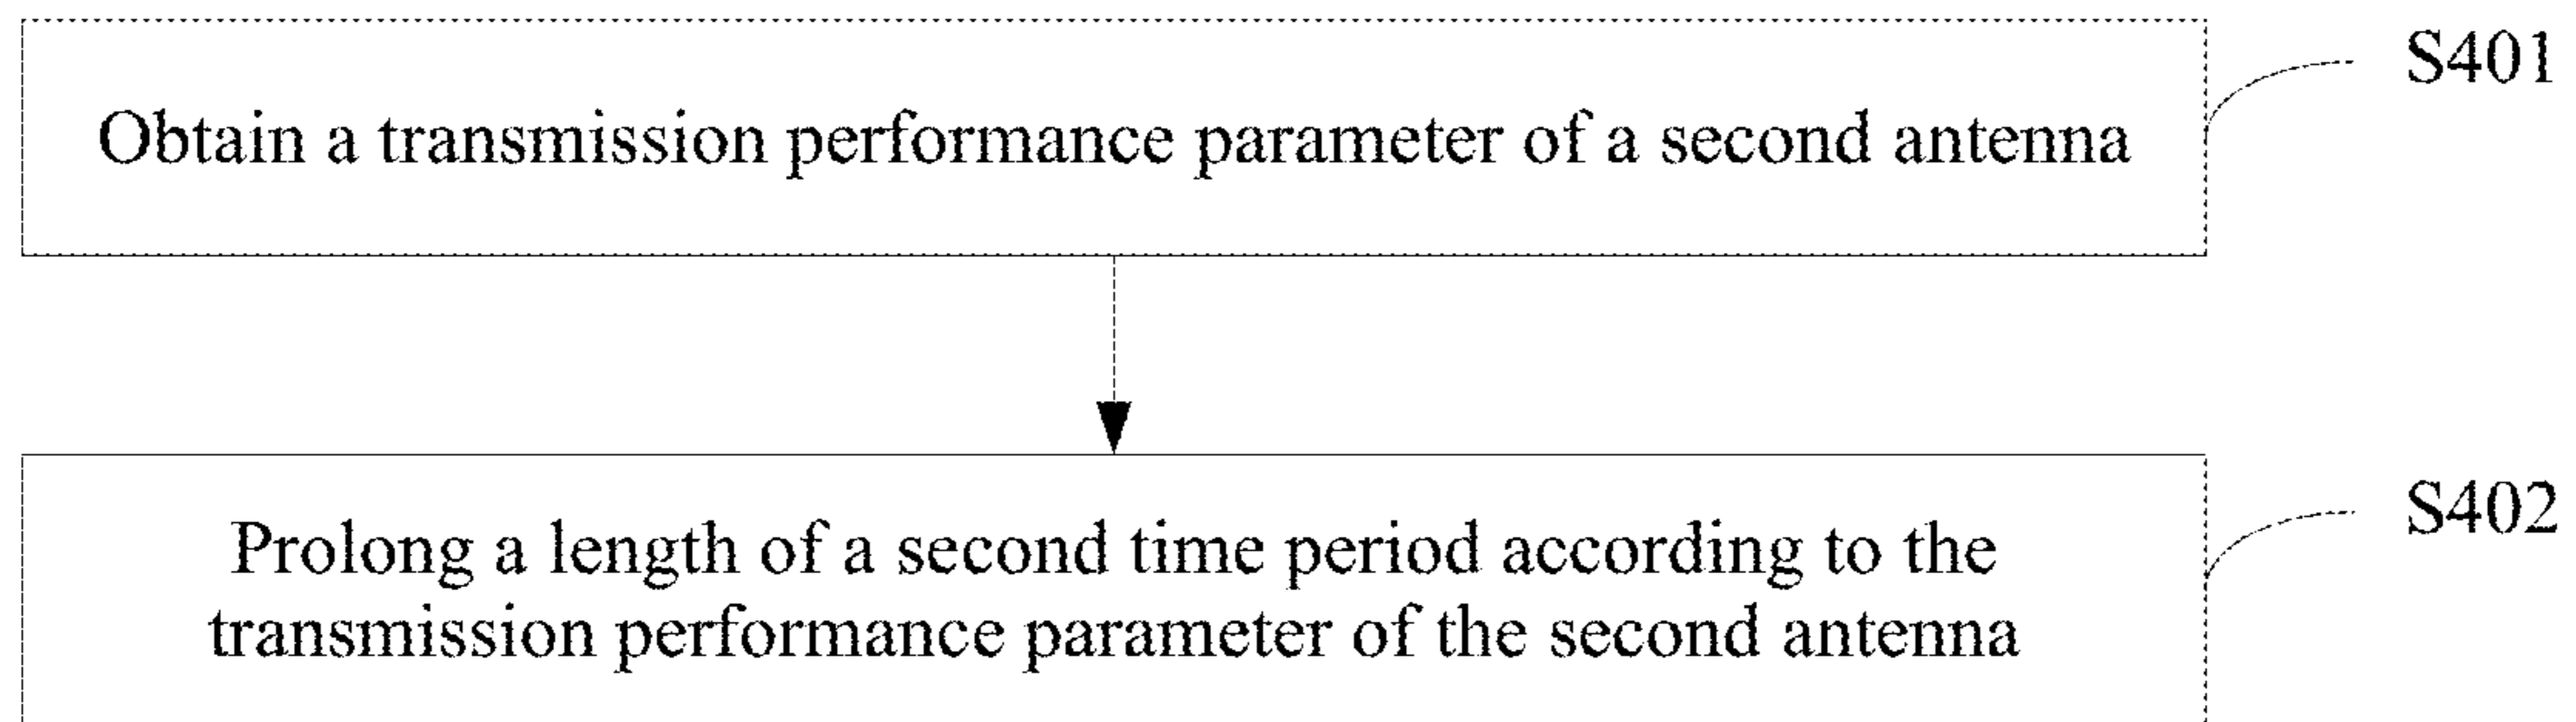 S401
Obtain a transmission performance parameter of a second antenna
S402
Prolong a length of a second time period according to the
transmission performance parameter of the second antenna